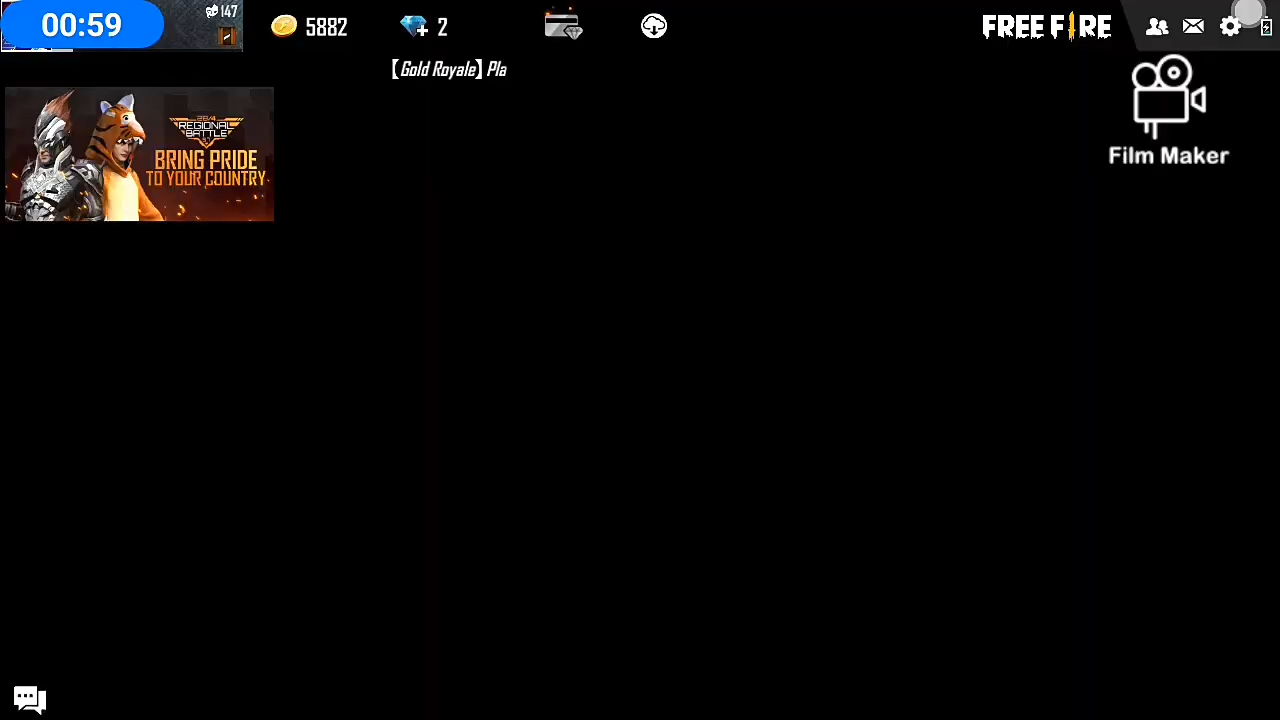 00:59
147
5882
2
FREE FIRE
【Gold Royale】 Pla
REGIONAL
BATTLE
BRING PRIDE
TO YOUR COUNTRY
Film Maker